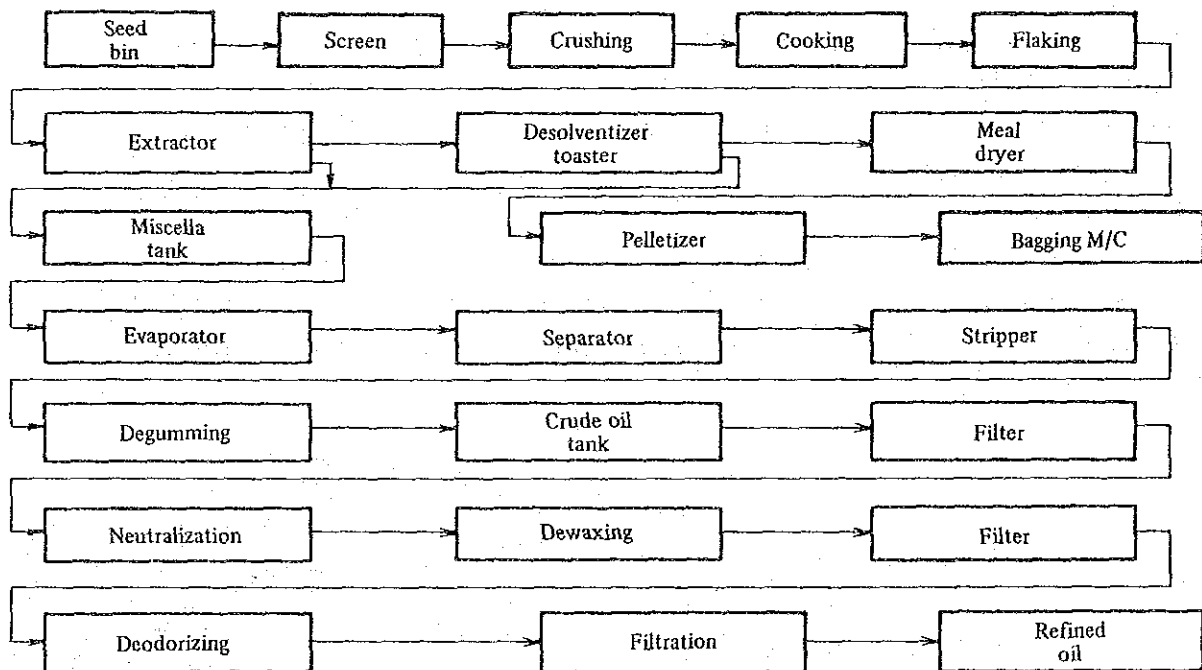 Seed
bin
Screen
Crushing
Cooking
Flaking
Extractor
Desolventizer
toaster
Meal
dryer
Miscella
tank
Pelletizer
Bagging M/C
Evaporator
Separator
Stripper
Degumming
Crude oil
tank
Filter
Neutralization
Dewaxing
Filter
Deodorizing
Filtration
Refined
oil